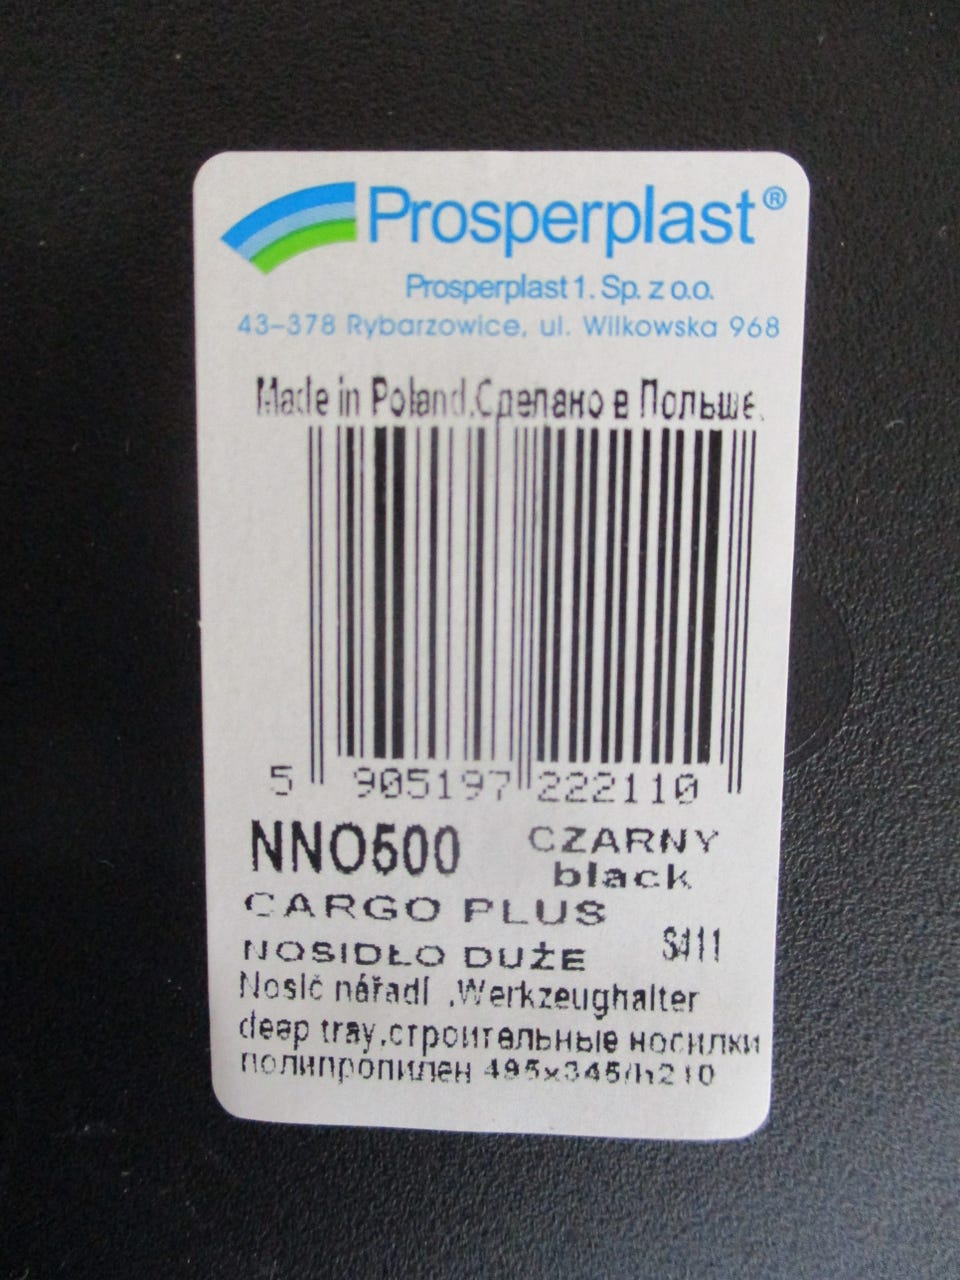 Prosperplast®
Prosperplast 1. Sp. z o.o.
43-378 Rybarzowice, ul. Wilkowska 968
Made in Poland.Сделано в Польше.
5 905197 222110
NNO500 CZARNY
black
CARGO PLUS
NOSIDŁO DUŻE S411
Nosič nářadí ,Werkzeughalter
deep tray,строительные носилки
полипропилен 495x345/h210